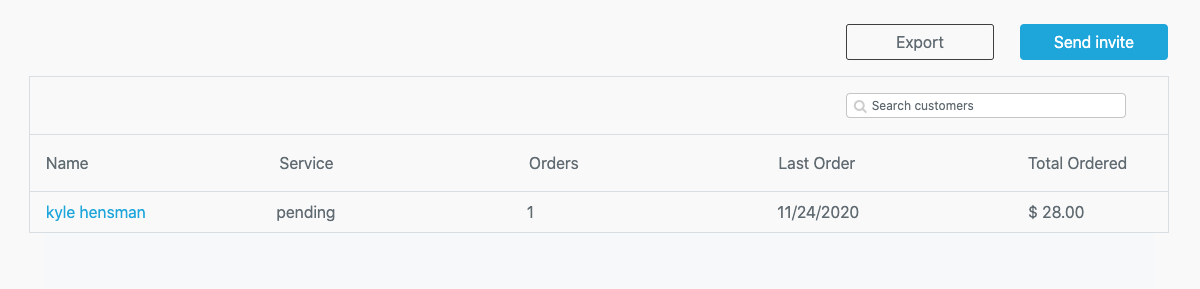 Export Send invite
Search customers
Name Service Orders Last Order Total Ordered
kyle hensman pending 1 11/24/2020 $ 28.00